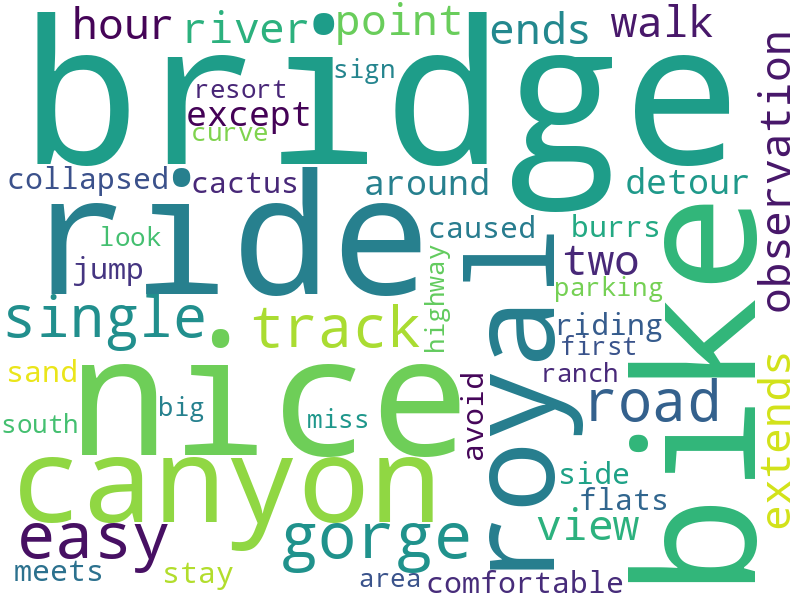 hour
river
point
ends
walk
bridge
sign
resort
except
curve
observation
collapsed
cactus
around
detour
ride
look
jump
caused
burrs
royal
two
bike
highway
parking
single
track
riding
first
nice
sand
ranch
big
miss
avoid
road
extends
south
canyon
side
flats
easy
gorge
view
meets
stay
area
comfortable